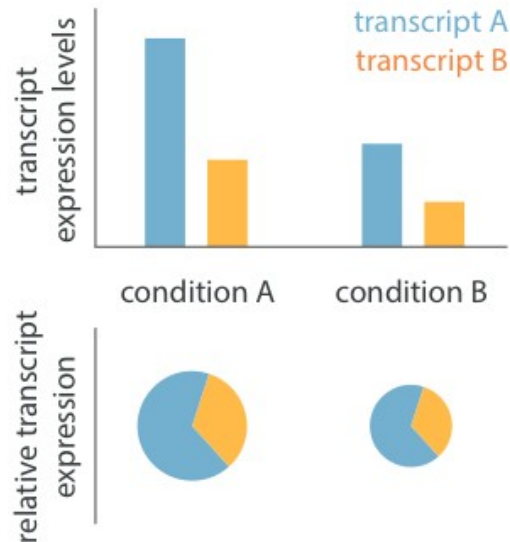 transcript A
transcript B
transcript
expression levels
condition A
condition B
relative transcript
expression